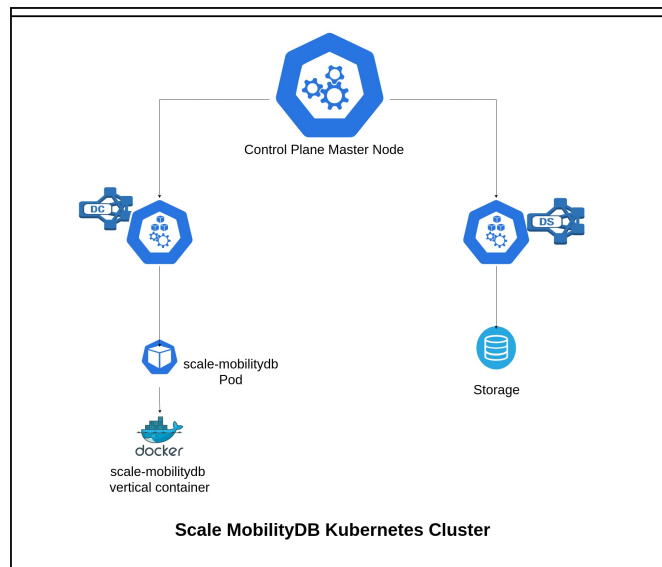 Control Plane Master Node
DC
DS
scale-mobilitydb
Pod
Storage
docker
scale-mobilitydb
vertical container
Scale MobilityDB Kubernetes Cluster